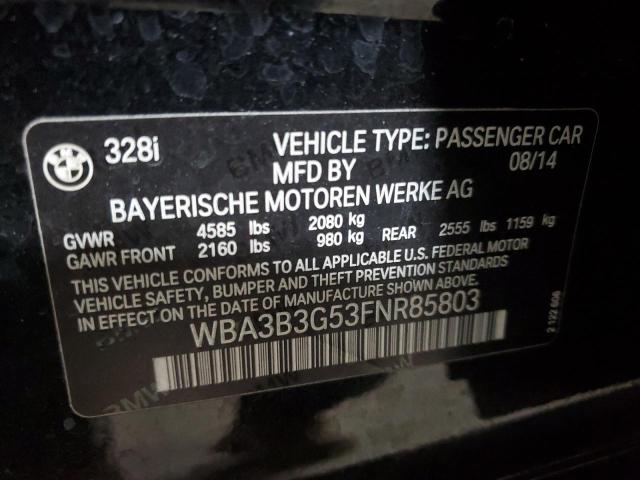 BMW
328i
VEHICLE TYPE: PASSENGER CAR
MFD BY 08/14
BAYERISCHE MOTOREN WERKE AG
GVWR 4585 lbs 2080 kg
GAWR FRONT 2160 lbs 980 kg REAR 2555 lbs 1159 kg
THIS VEHICLE CONFORMS TO ALL APPLICABLE U.S. FEDERAL MOTOR
VEHICLE SAFETY, BUMPER AND THEFT PREVENTION STANDARDS
IN EFFECT ON THE DATE OF MANUFACTURE SHOWN ABOVE.
WBA3B3G53FNR85803